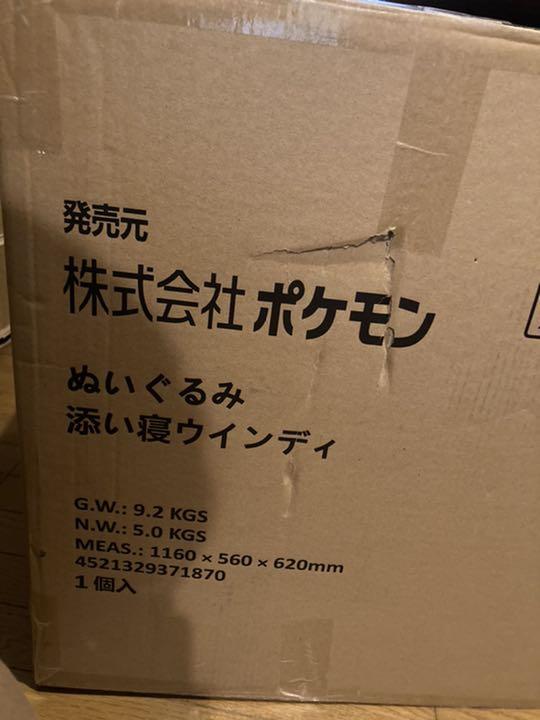 発売元
株式会社ポケモン
ぬいぐるみ
添い寝ウインディ
G.W.: 9.2 KGS
N.W.: 5.0 KGS
MEAS.: 1160 × 560 × 620mm
4521329371870
1個入